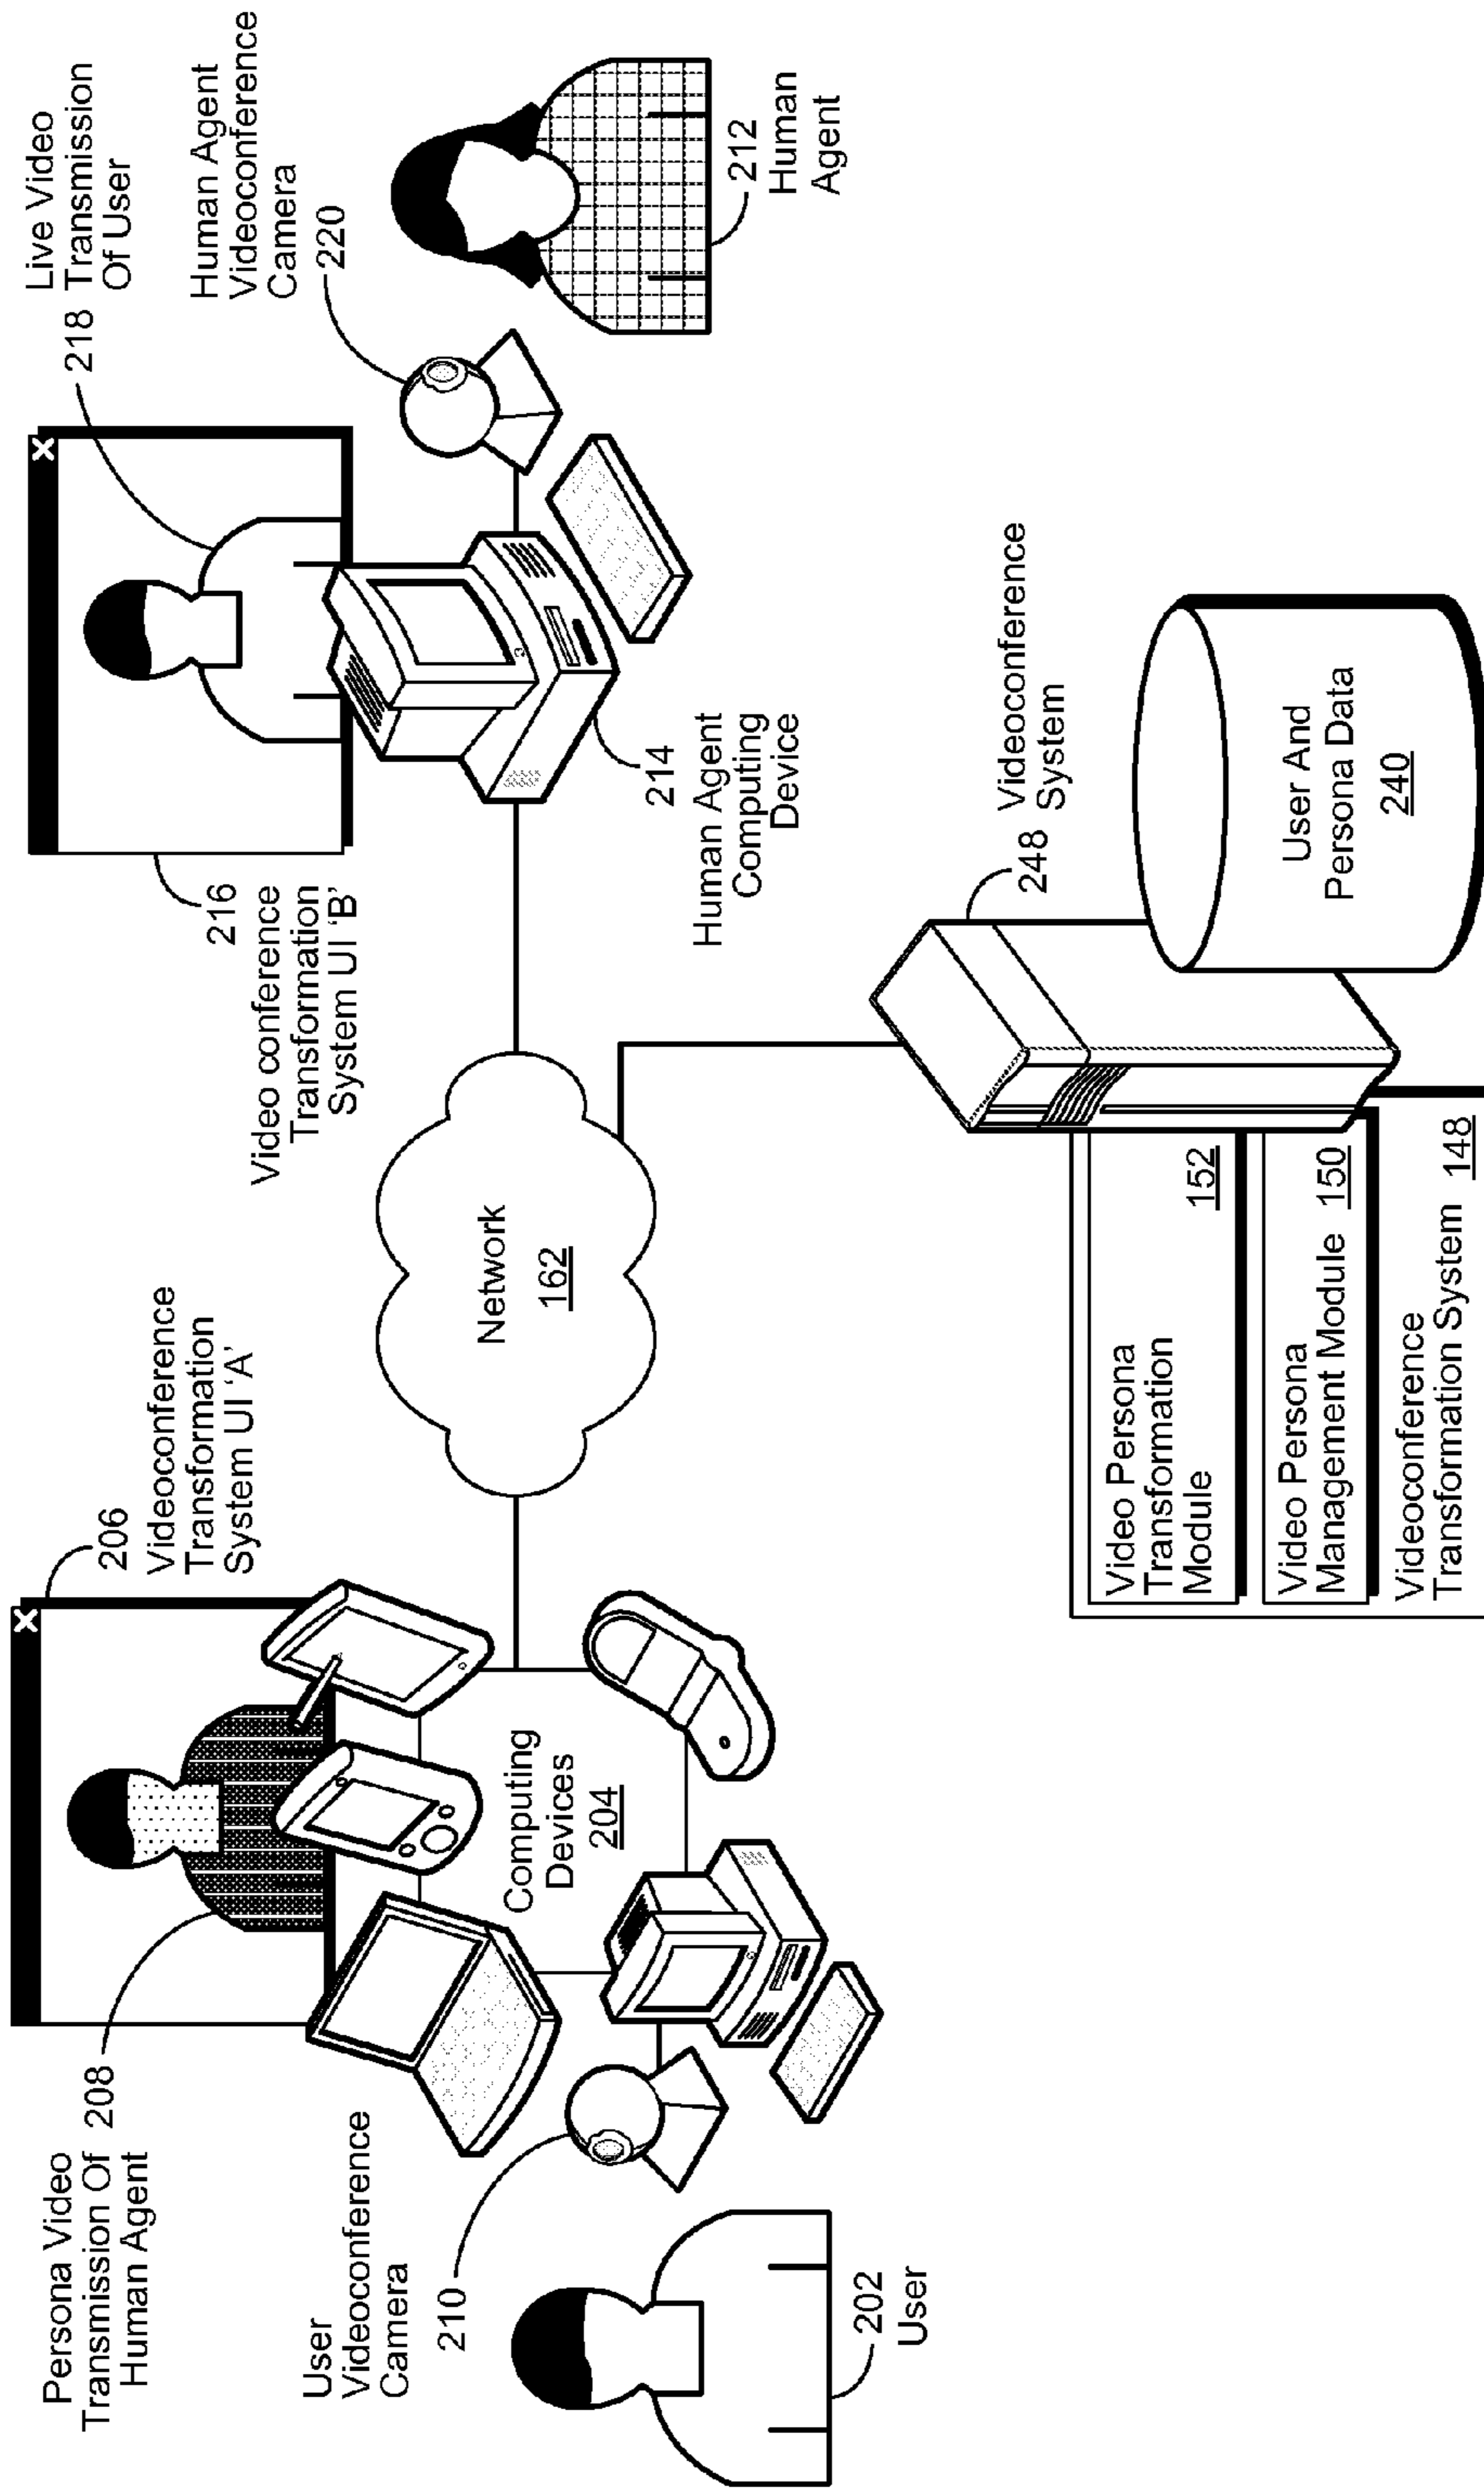 Persona Video
Transmission Of 208
Human Agent
206
Videoconference
Transformation
System UI ‘A’
User
Videoconference
Camera
210
202
User
Computing
Devices
204
Network
162
216
Video conference
Transformation
System UI ‘B’
Live Video
218 Transmission
Of User
Human Agent
Videoconference
Camera
220
212
Human
Agent
214
Human Agent
Computing
Device
248 Videoconference
System
User And
Persona Data
240
Video Persona
Transformation
Module
152
Video Persona
Management Module 150
Videoconference
Transformation System 148
X
X